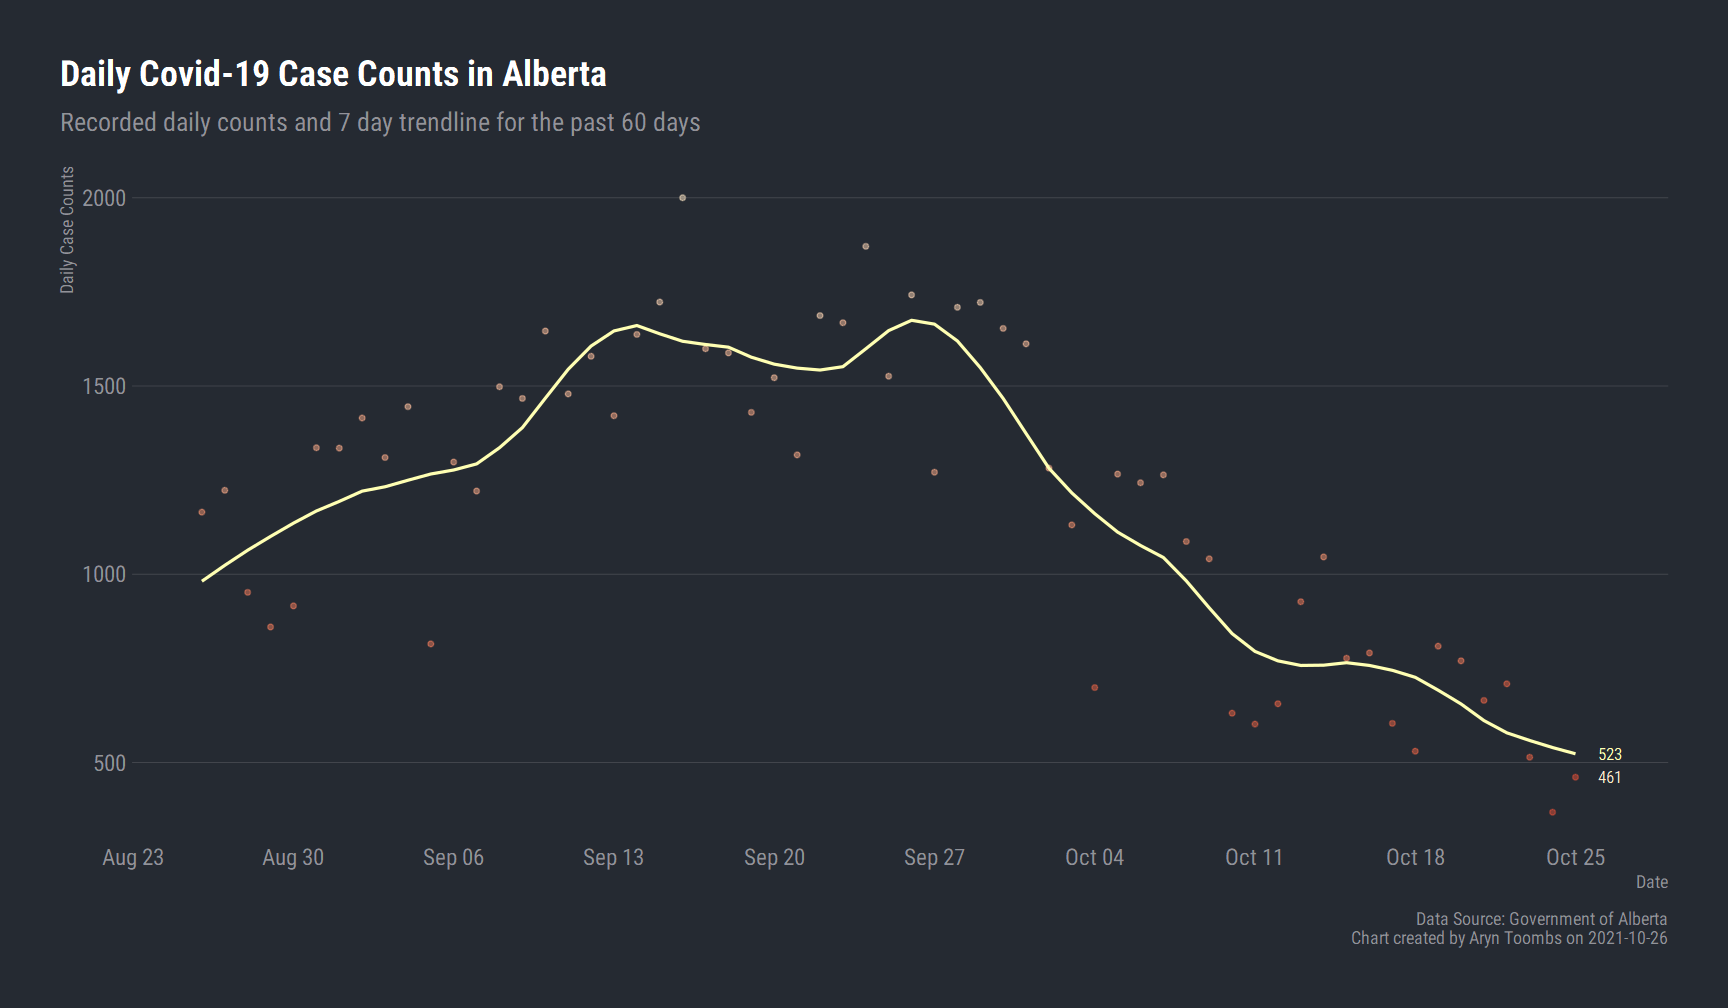 Daily Covid-19 Case Counts in Alberta
Recorded daily counts and 7 day trendline for the past 60 days
Daily Case Counts
2000
1500
1000
500
523
461
Aug 23 Aug 30 Sep 06 Sep 13 Sep 20 Sep 27 Oct 04 Oct 11 Oct 18 Oct 25
Date
Data Source: Government of Alberta
Chart created by Aryn Toombs on 2021-10-26